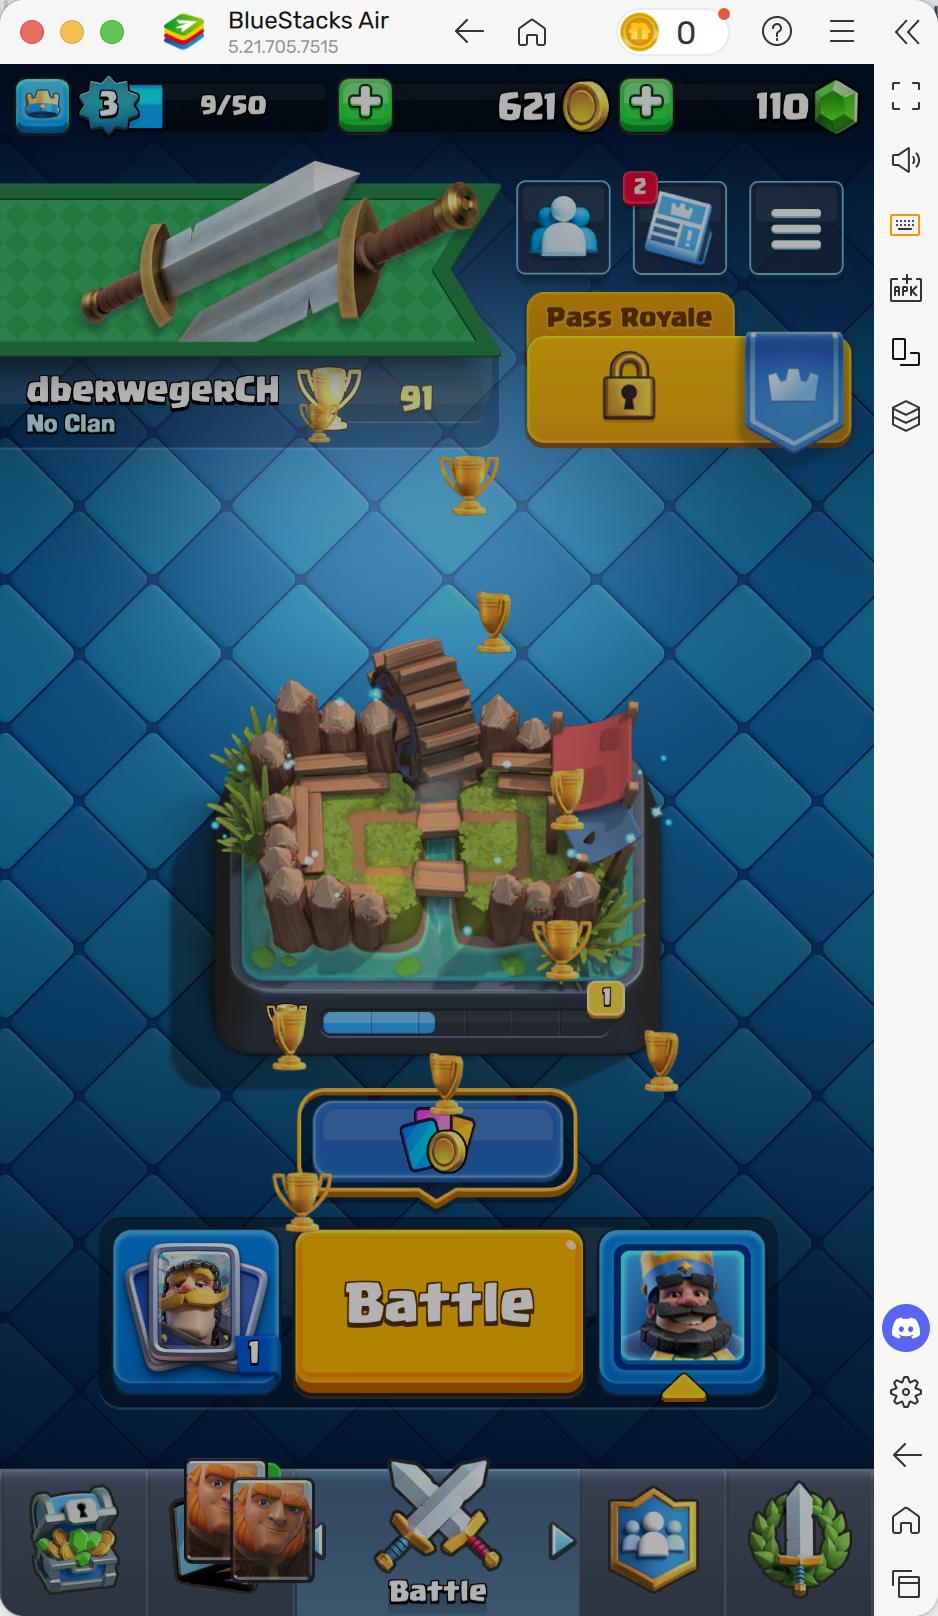 BlueStacks Air
5.21.705.7515
0
3
9/50
621
110
2
Pass Royale
dberwegerCH
91
No Clan
APK
1
Battle
1
Battle